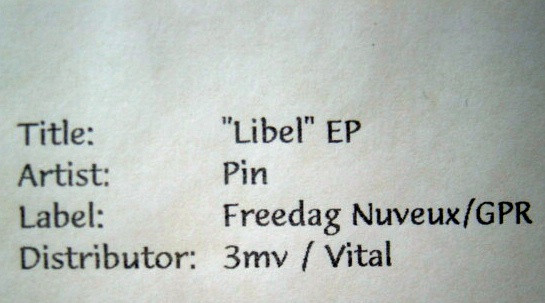 Title: "Libel" EP
Artist: Pin
Label: Freedag Nuveux/GPR
Distributor: 3mv / Vital